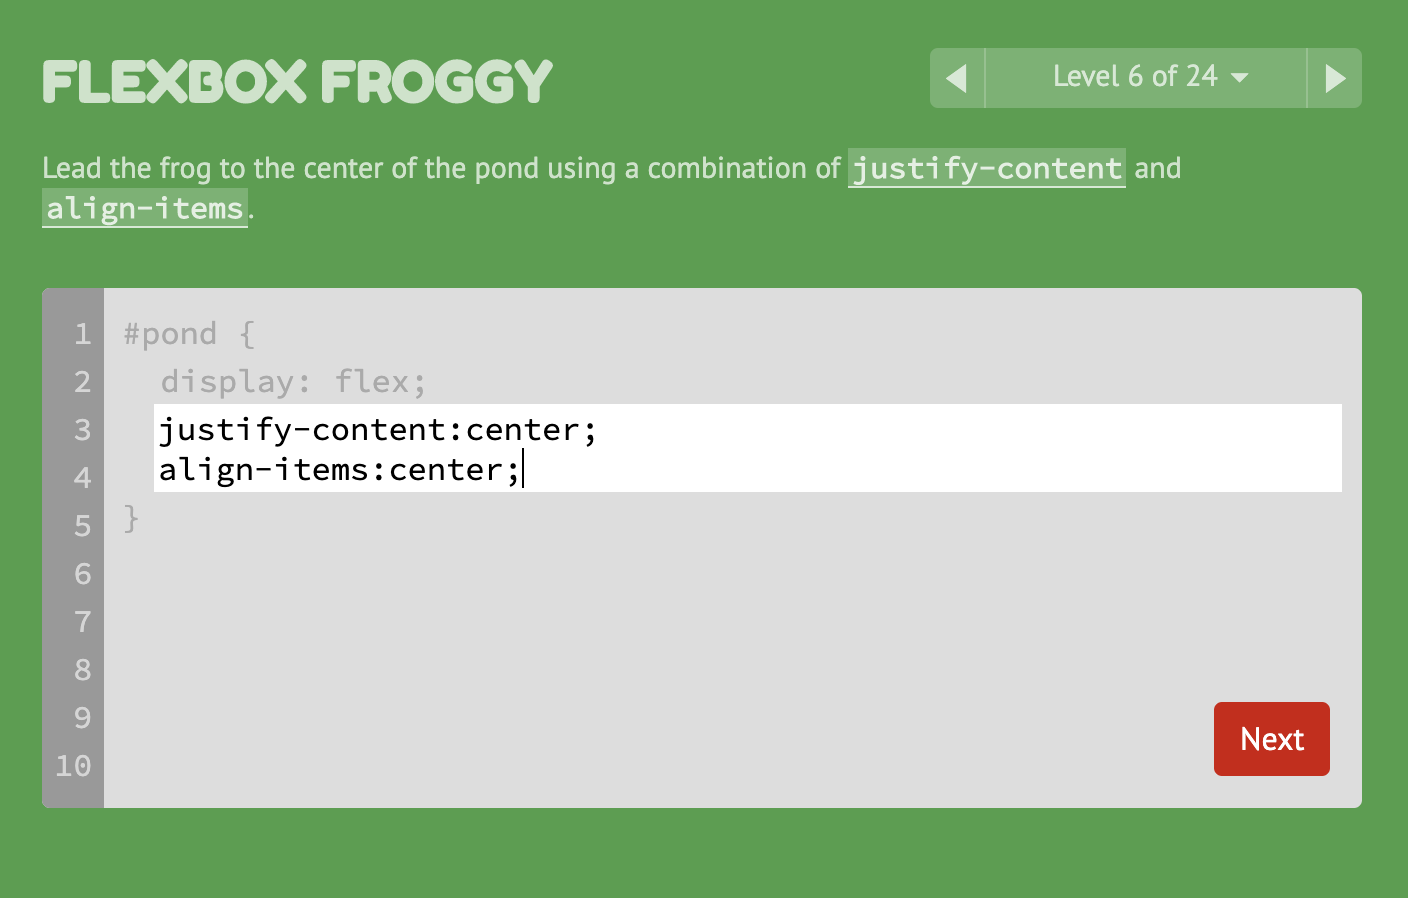 FLEXBOX FROGGY
Level 6 of 24
Lead the frog to the center of the pond using a combination of justify-content and
align-items.
1 #pond {
2 display: flex;
3 justify-content:center;
4 align-items:center;
5 }
6
7
8
9
10
Next